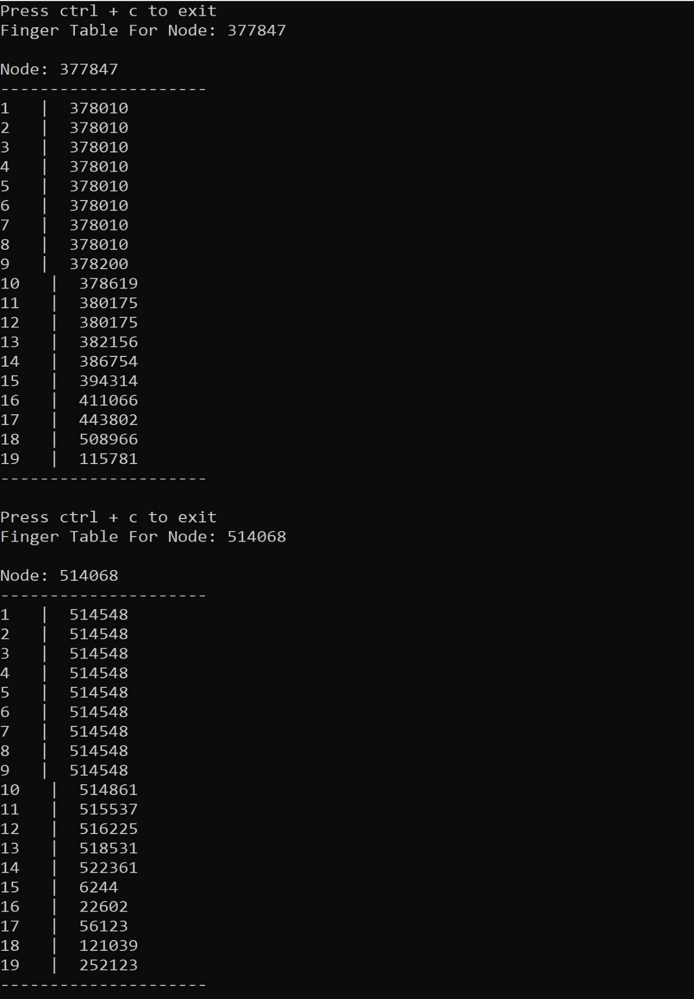 Press ctrl + c to exit
Finger Table For Node: 377847
Node: 377847
---------------------
1   |  378010
2   |  378010
3   |  378010
4   |  378010
5   |  378010
6   |  378010
7   |  378010
8   |  378010
9   |  378200
10   |  378619
11   |  380175
12   |  380175
13   |  382156
14   |  386754
15   |  394314
16   |  411066
17   |  443802
18   |  508966
19   |  115781
---------------------
Press ctrl + c to exit
Finger Table For Node: 514068
Node: 514068
---------------------
1   |  514548
2   |  514548
3   |  514548
4   |  514548
5   |  514548
6   |  514548
7   |  514548
8   |  514548
9   |  514548
10   |  514861
11   |  515537
12   |  516225
13   |  518531
14   |  522361
15   |  6244
16   |  22602
17   |  56123
18   |  121039
19   |  252123
---------------------